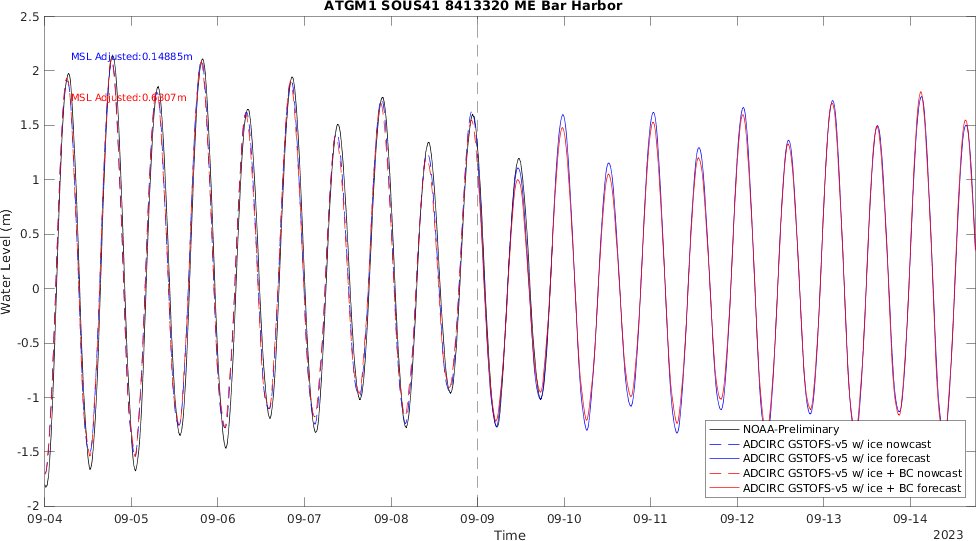 ATGM1 SOUS41 8413320 ME Bar Harbor
2.5
2
1.5
1
0.5
0
-0.5
-1
-1.5
-2
Water Level (m)
MSL Adjusted:0.14885m
MSL Adjusted:
NOAA-Preliminary
ADCIRC GSTOFS-v5 w/ ice nowcast
ADCIRC GSTOFS-v5 w/ ice forecast
ADCIRC GSTOFS-v5 w/ ice + BC nowcast
ADCIRC GSTOFS-v5 w/ ice + BC forecast
09-04 09-05 09-06 09-07 09-08 09-09 09-10 09-11 09-12 09-13 09-14
Time
2023